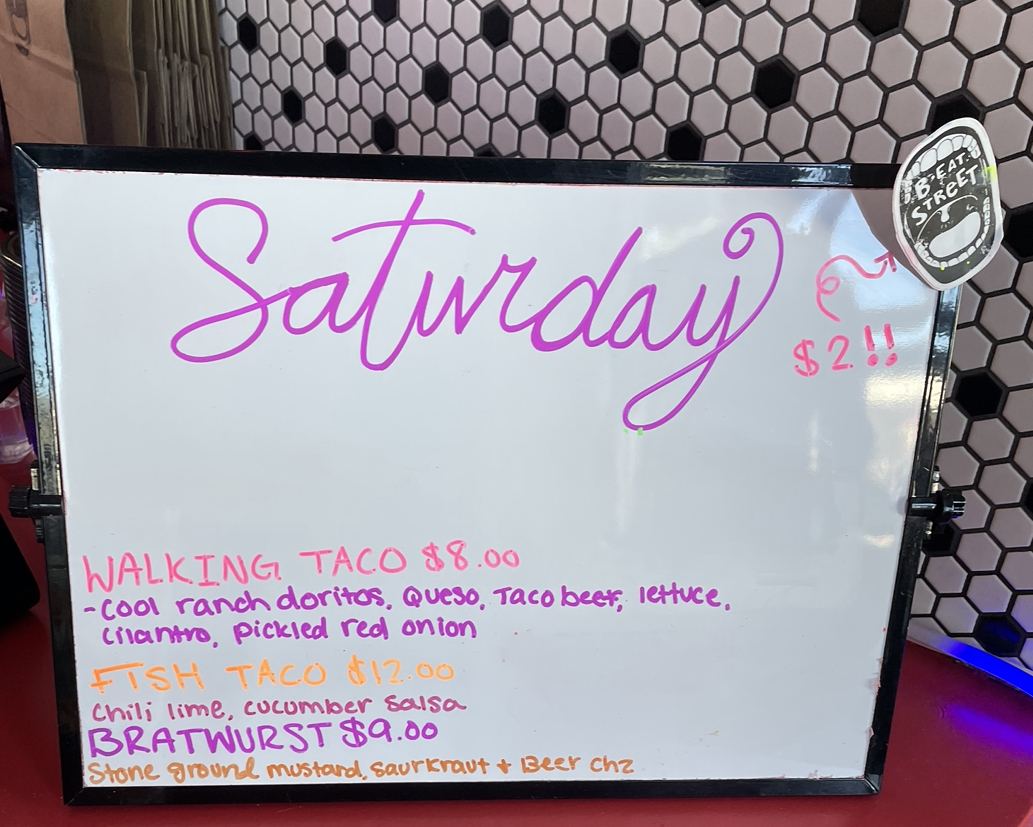 Saturday
B-EAT
STREET
$2!!
WALKING TACO $8.00
-Cool ranch doritos, Queso, Taco beef, lettuce,
cilantro, pickled red onion
FISH TACO $12.00
Chili lime, cucumber salsa
BRATWURST $9.00
Stone ground mustard, saurkraut + Beer chz